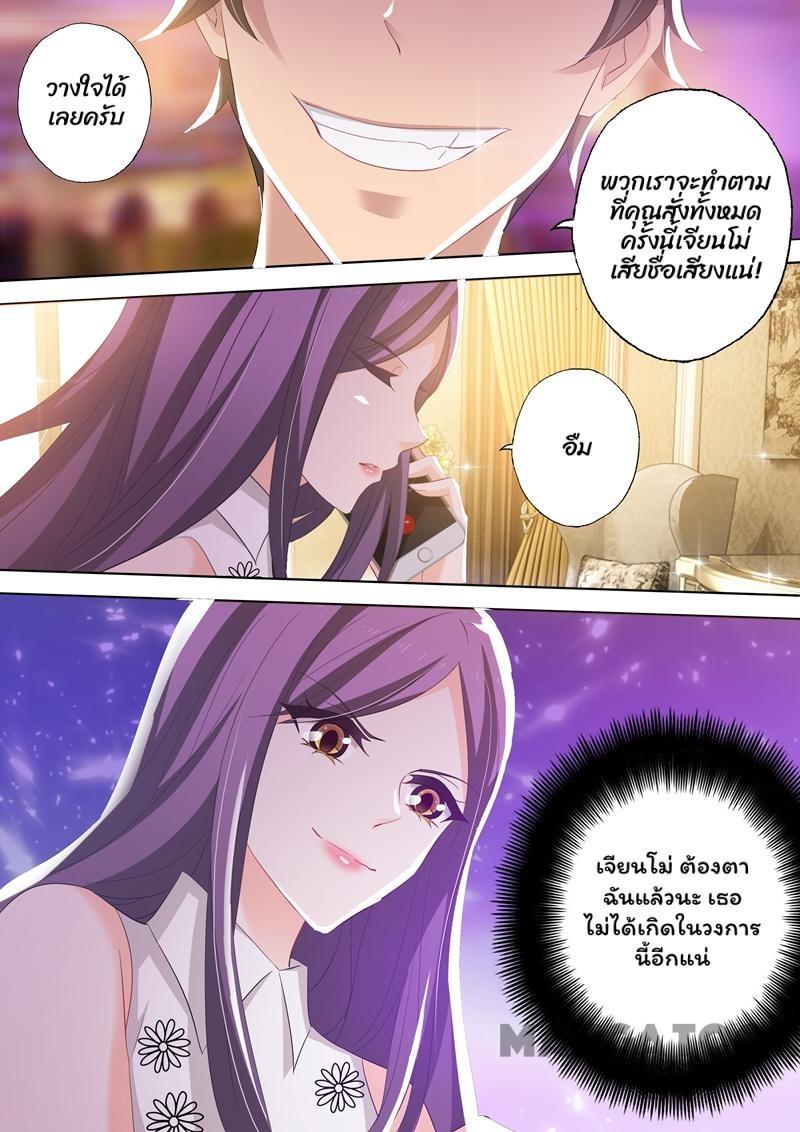 วางใจได้
เลยครับ
พวกเราจะทำตาม
ที่คุณสั่งทั้งหมด
ครั้งนี้เจียนโม่
เสียชื่อเสียงแน่!
อืม
เจียนโม่ ต้องตา
ฉันแล้วนะ เธอ
ไม่ได้เกิดในวงการ
นี้อีกแน่